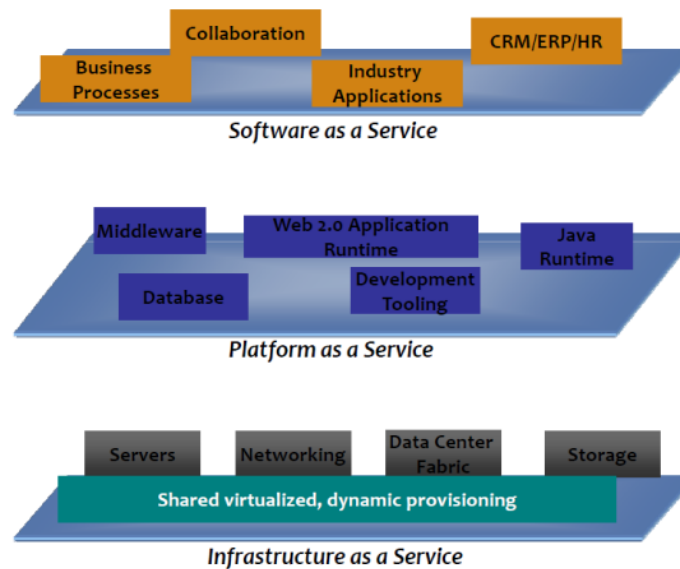 Collaboration
CRM/ERP/HR
Business
Processes
Industry
Applications
Software as a Service
Middleware
Web 2.0 Application
Runtime
Java
Runtime
Database
Development
Tooling
Platform as a Service
Servers
Networking
Data Center
Fabric
Storage
Shared virtualized, dynamic provisioning
Infrastructure as a Service